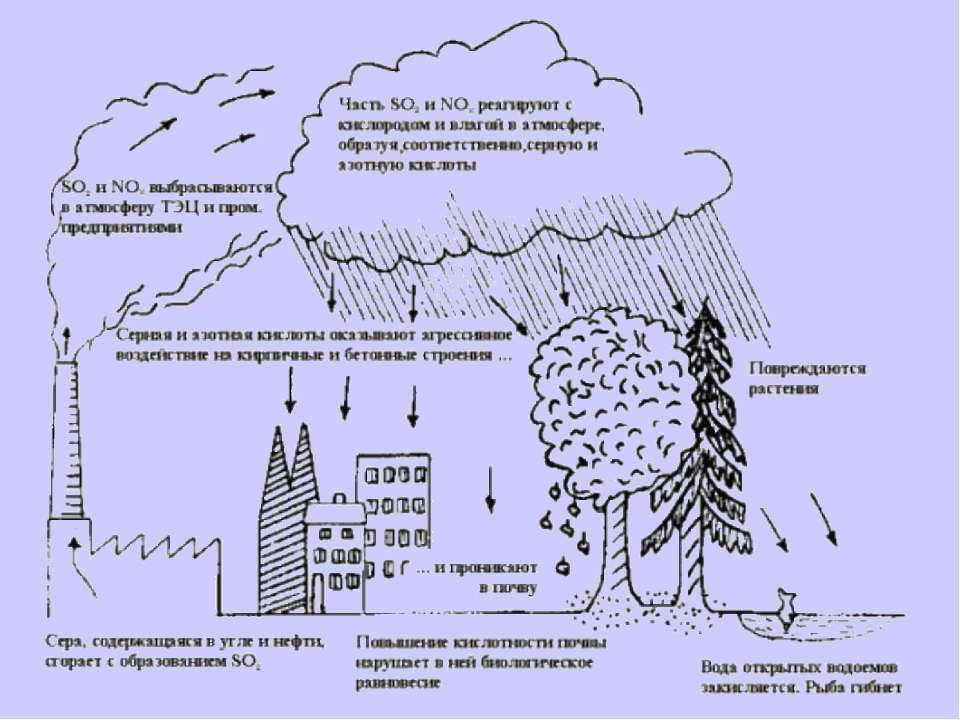 Часть SO₂ и NOₓ реагируют с
кислородом и влагой в атмосфере,
образуя,соответственно,серную и
азотную кислоты
SO₂ и NOₓ выбрасываются
в атмосферу ТЭЦ и пром.
предприятиями
Серная и азотная кислоты оказывают агрессивное
воздействие на кирпичные и бетонные строения ...
Повреждаются
растения
... и проникают
в почву
Сера, содержащаяся в угле и нефти,
сгорает с образованием SO₂
Повышение кислотности почвы
нарушает в ней биологическое
равновесие
Вода открытых водоемов
закисляется. Рыба гибнет